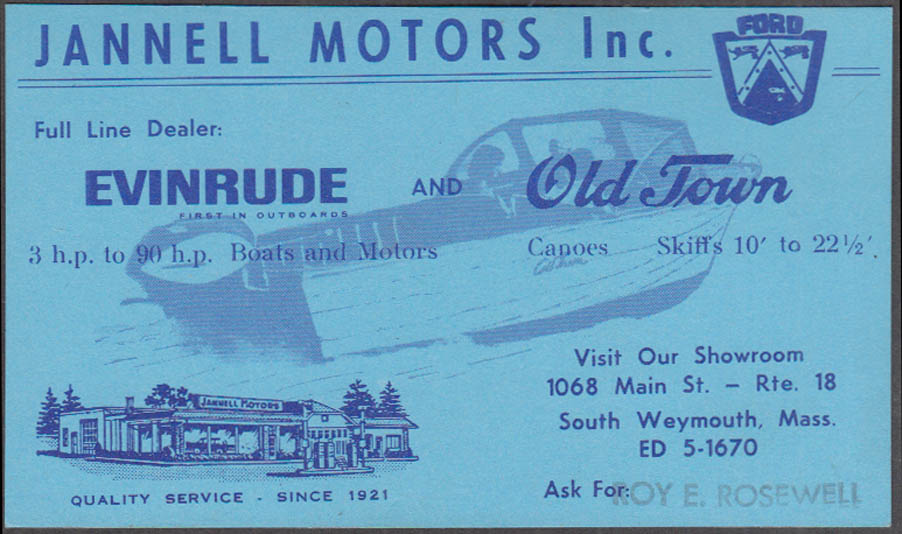 JANNELL MOTORS Inc.
FORD
Full Line Dealer:
EVINRUDE
FIRST IN OUTBOARDS
AND
Old Town
3 h.p. to 90 h.p. Boats and Motors
Canoes Skiffs 10' to 22½'.
Visit Our Showroom
1068 Main St. – Rte. 18
South Weymouth, Mass.
ED 5-1670
JANNELL MOTORS
QUALITY SERVICE - SINCE 1921
Ask For: ROY E. ROSEWELL